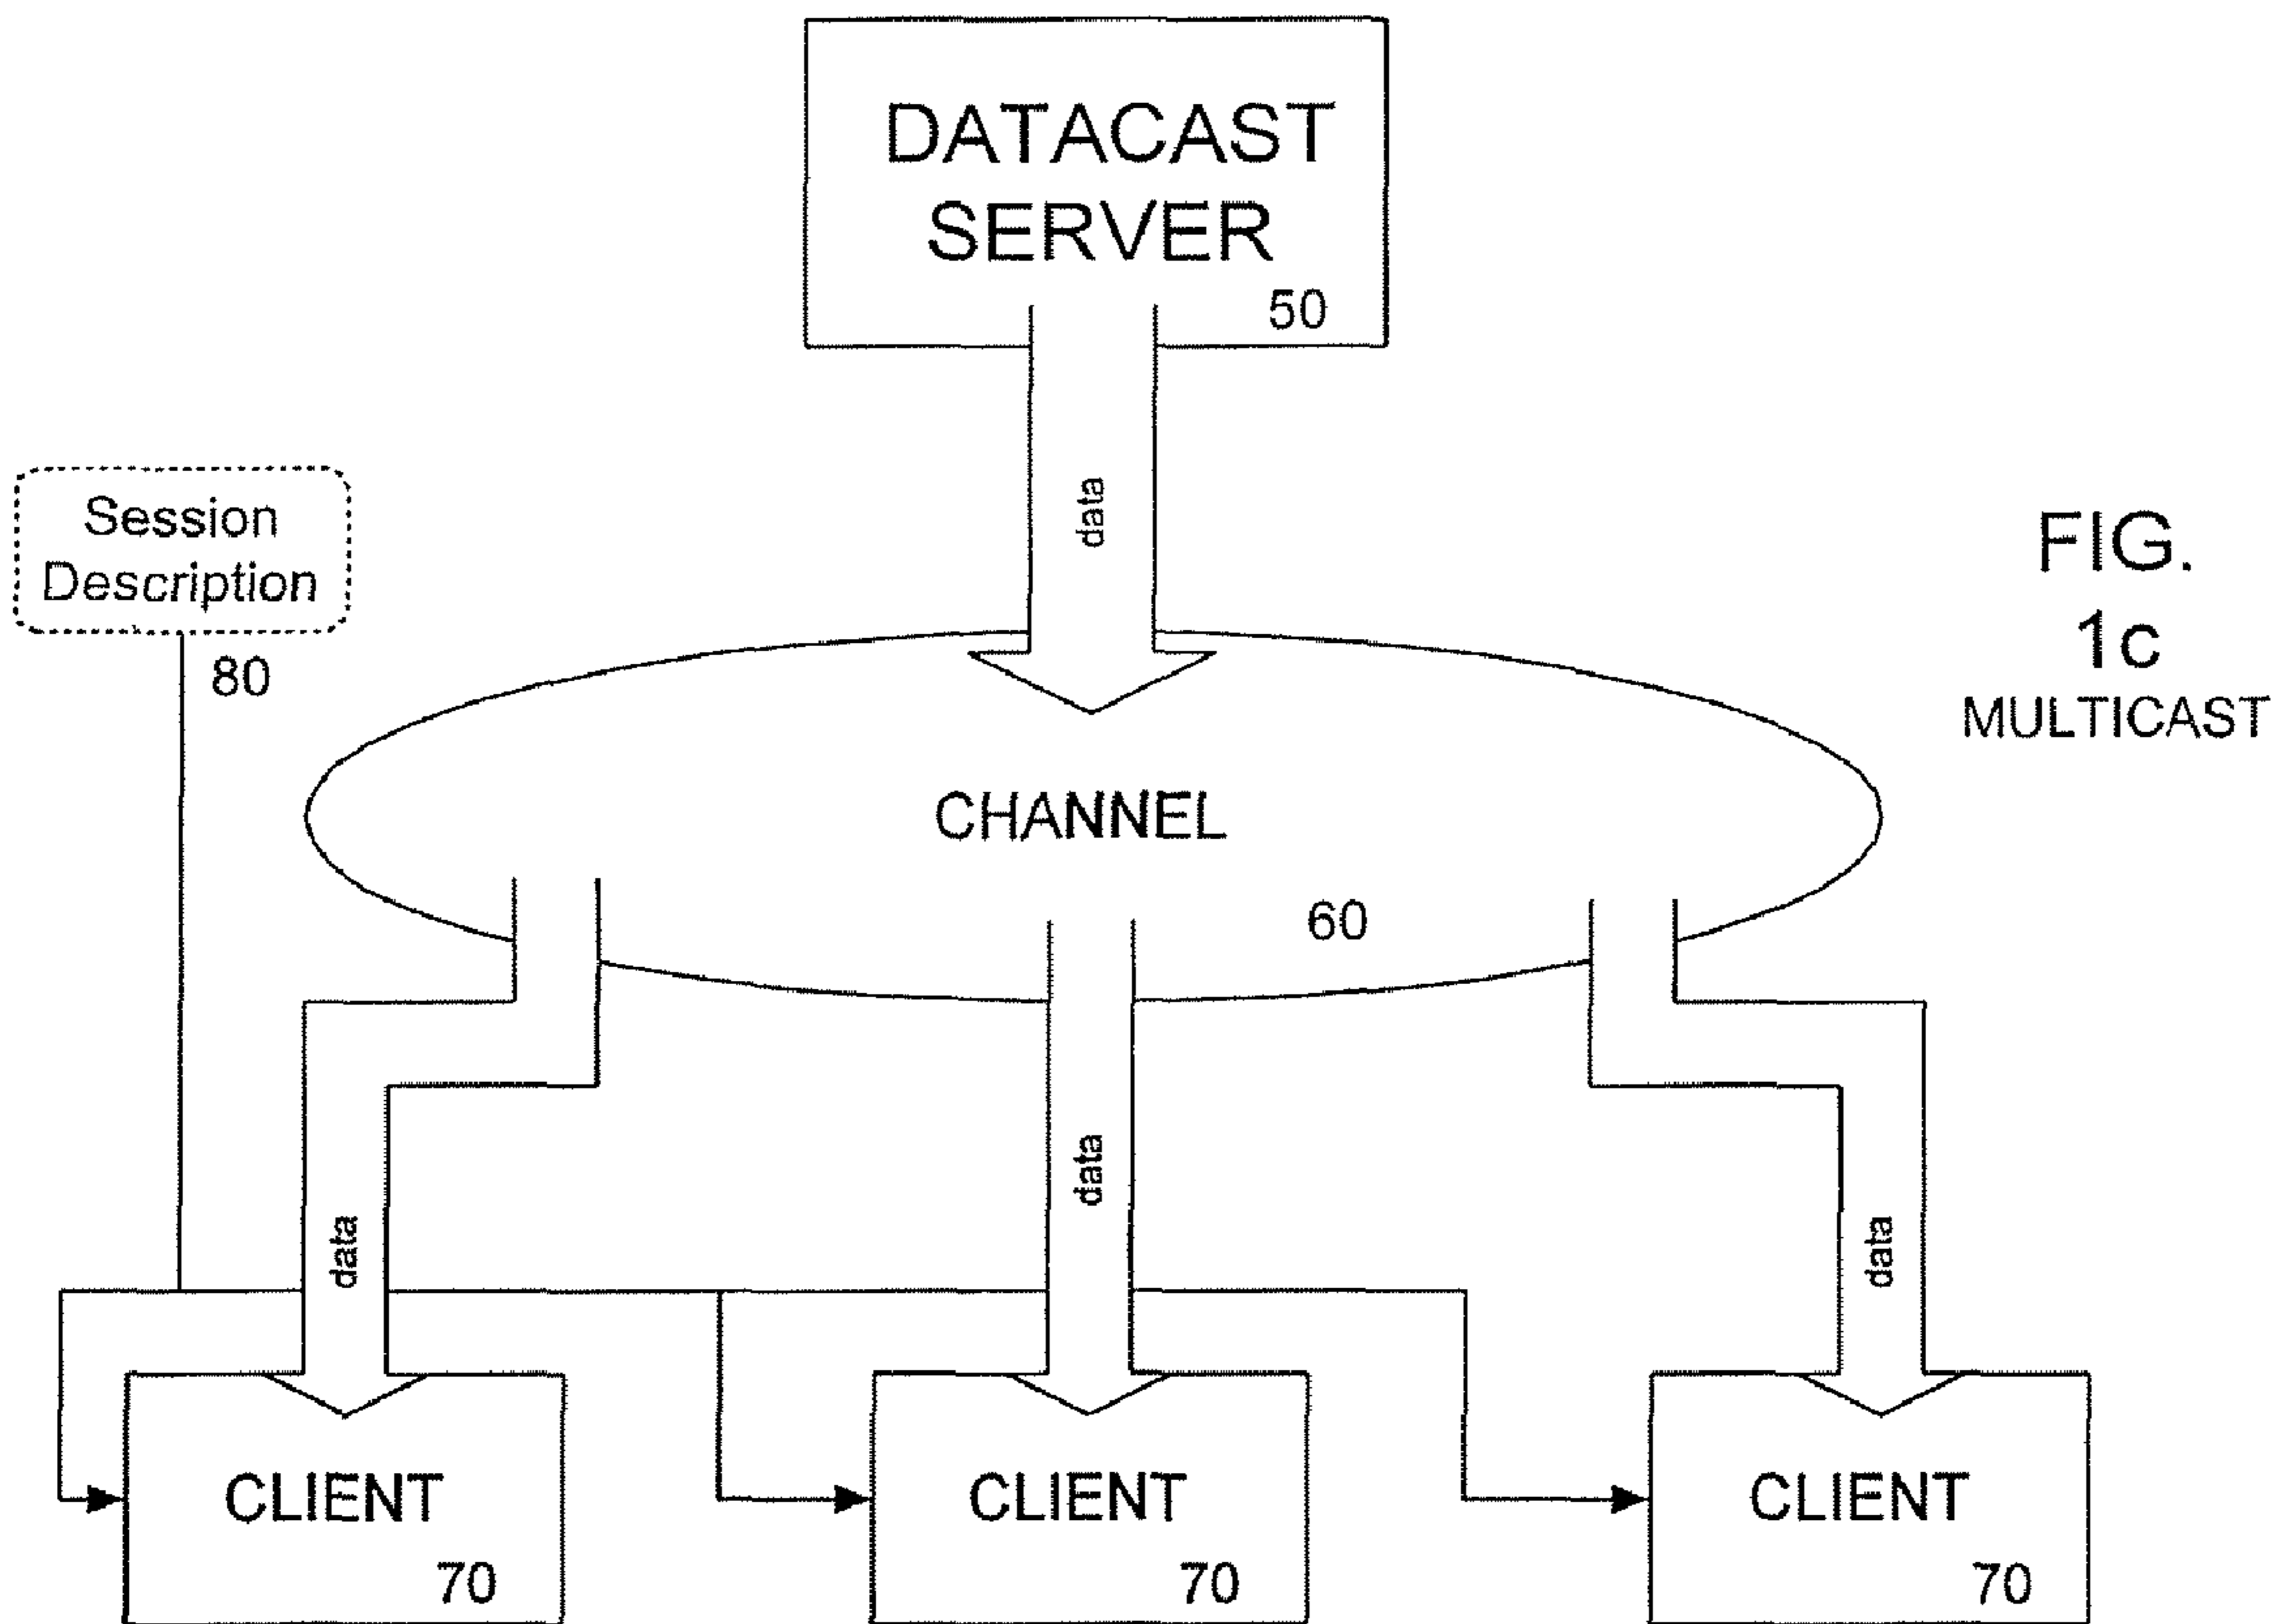 DATACAST
SERVER
50
data
Session
Description
80
FIG.
1c
MULTICAST
CHANNEL
60
data
data
data
CLIENT
70
CLIENT
70
CLIENT
70